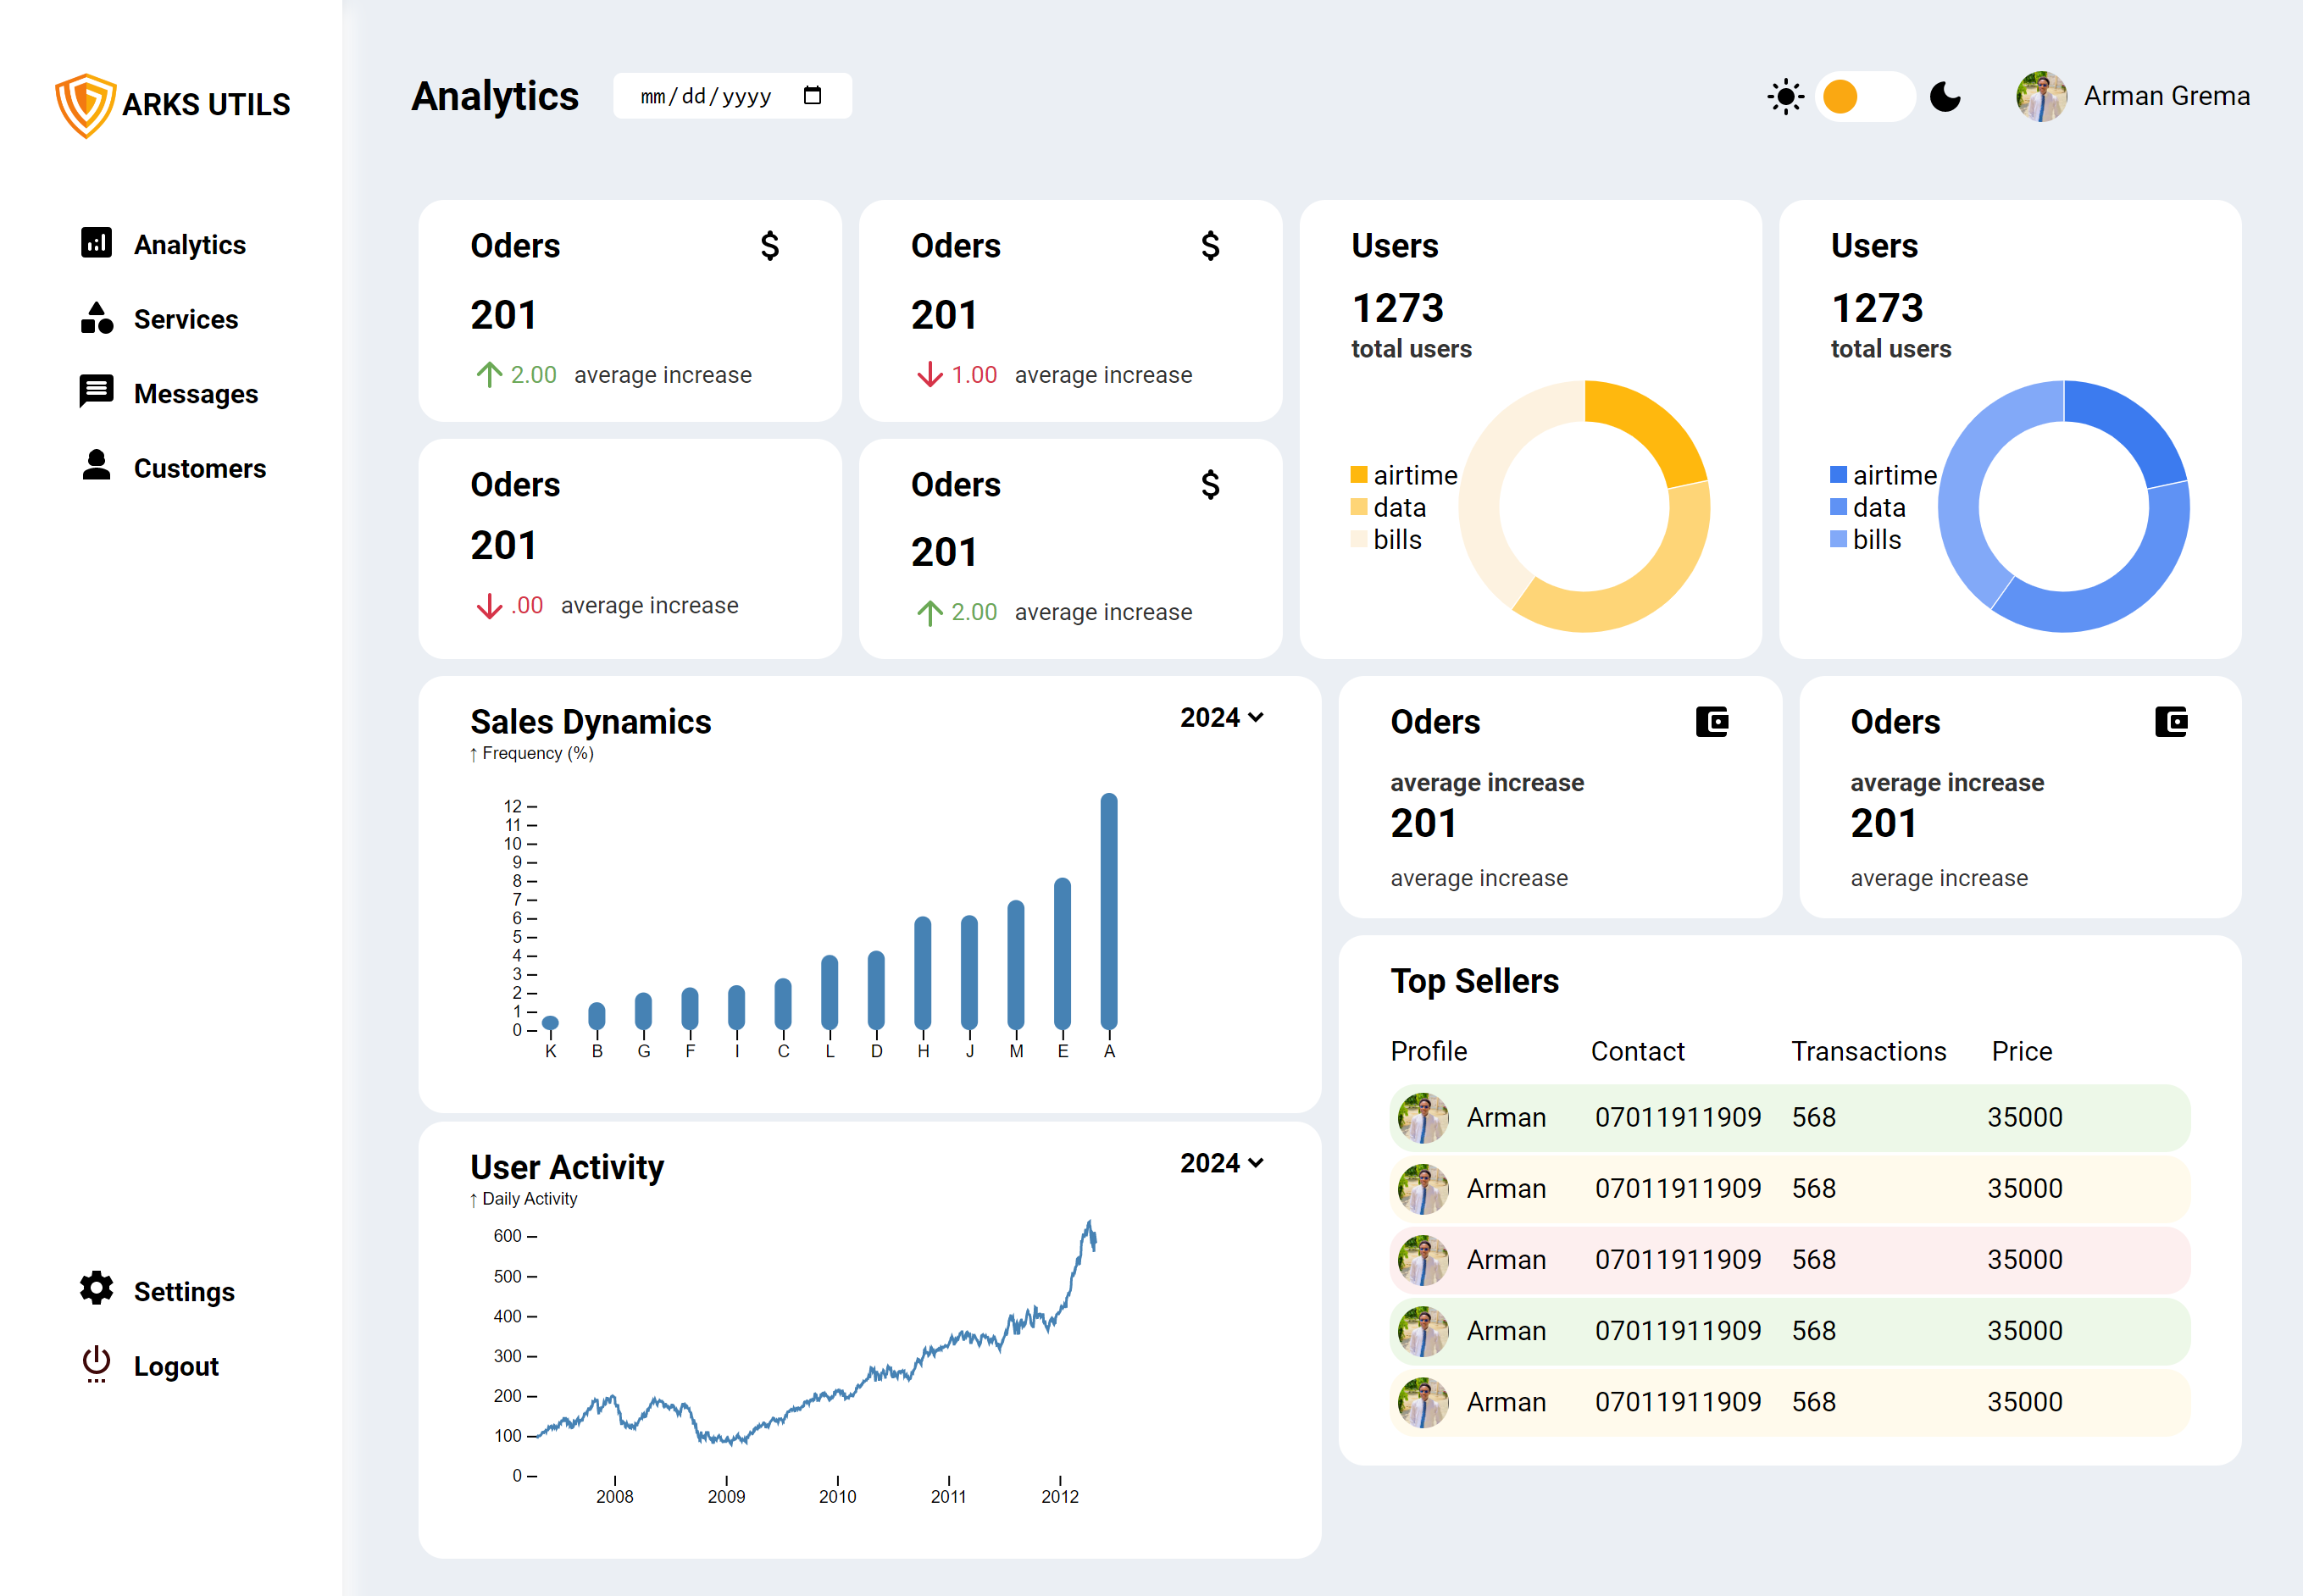 ARKS UTILS
Analytics
Services
Messages
Customers
Settings
Logout
Analytics
mm/dd/yyyy
Arman Grema
Oders
$
201
2.00 average increase
Oders
$
201
1.00 average increase
Oders
201
.00 average increase
Oders
$
201
2.00 average increase
Users
1273
total users
airtime
data
bills
Users
1273
total users
airtime
data
bills
Sales Dynamics
2024
↑ Frequency (%)
12
11
10
9
8
7
6
5
4
3
2
1
0
K B G F I C L D H J M E A
User Activity
2024
↑ Daily Activity
600
500
400
300
200
100
0
2008 2009 2010 2011 2012
Oders
average increase
201
average increase
Oders
average increase
201
average increase
Top Sellers
Profile Contact Transactions Price
Arman 07011911909 568 35000
Arman 07011911909 568 35000
Arman 07011911909 568 35000
Arman 07011911909 568 35000
Arman 07011911909 568 35000